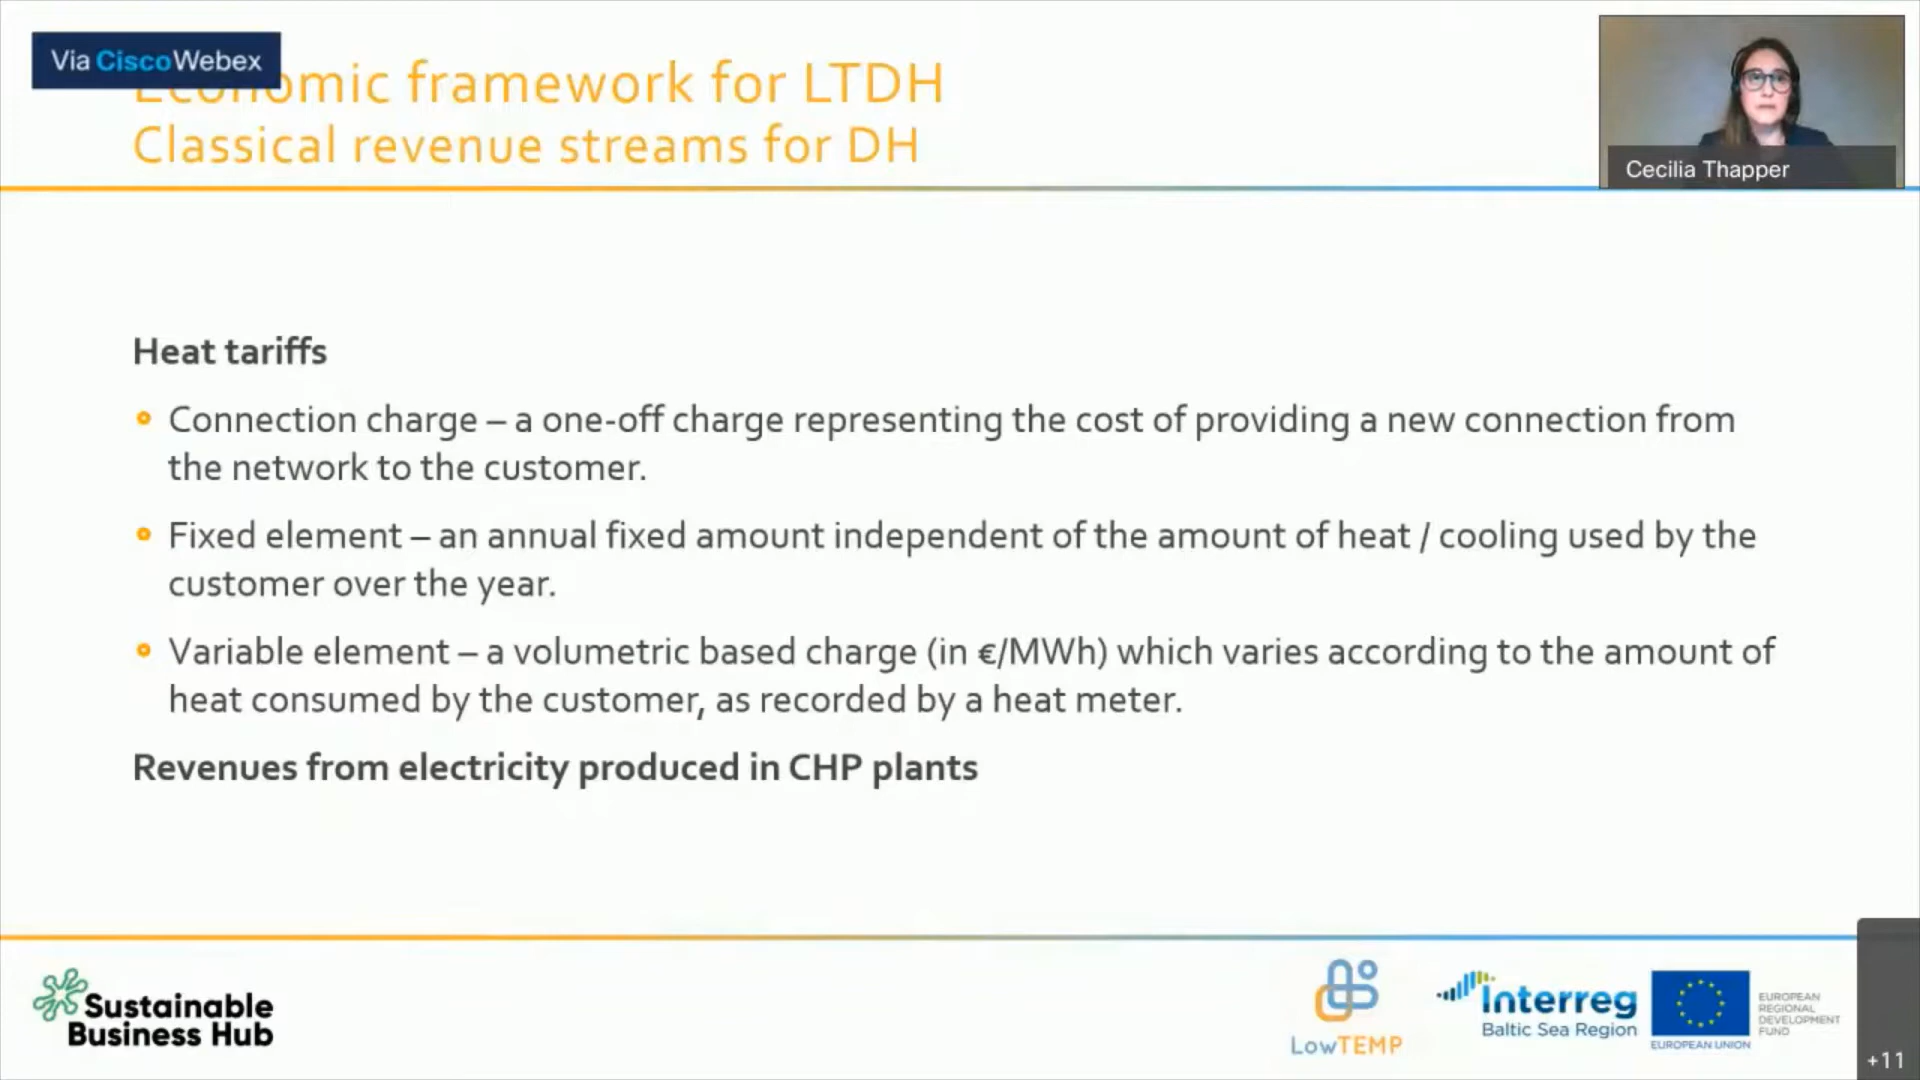 Via CiscoWebex
Economic framework for LTDH
Classical revenue streams for DH
Cecilia Thapper
Heat tariffs
Connection charge – a one-off charge representing the cost of providing a new connection from
the network to the customer.
Fixed element – an annual fixed amount independent of the amount of heat / cooling used by the
customer over the year.
Variable element – a volumetric based charge (in €/MWh) which varies according to the amount of
heat consumed by the customer, as recorded by a heat meter.
Revenues from electricity produced in CHP plants
Sustainable
Business Hub
LowTEMP
Interreg
Baltic Sea Region
EUROPEAN UNION
EUROPEAN
REGIONAL
DEVELOPMENT
FUND
+11